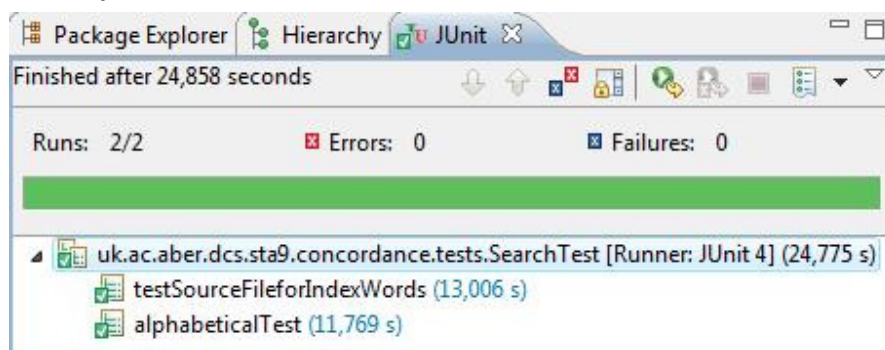 Package Explorer Hierarchy JUnit
Finished after 24,858 seconds
Runs: 2/2 Errors: 0 Failures: 0
uk.ac.aber.dcs.sta9.concordance.tests.SearchTest [Runner: JUnit 4] (24,775 s)
testSourceFileforIndexWords (13,006 s)
alphabeticalTest (11,769 s)